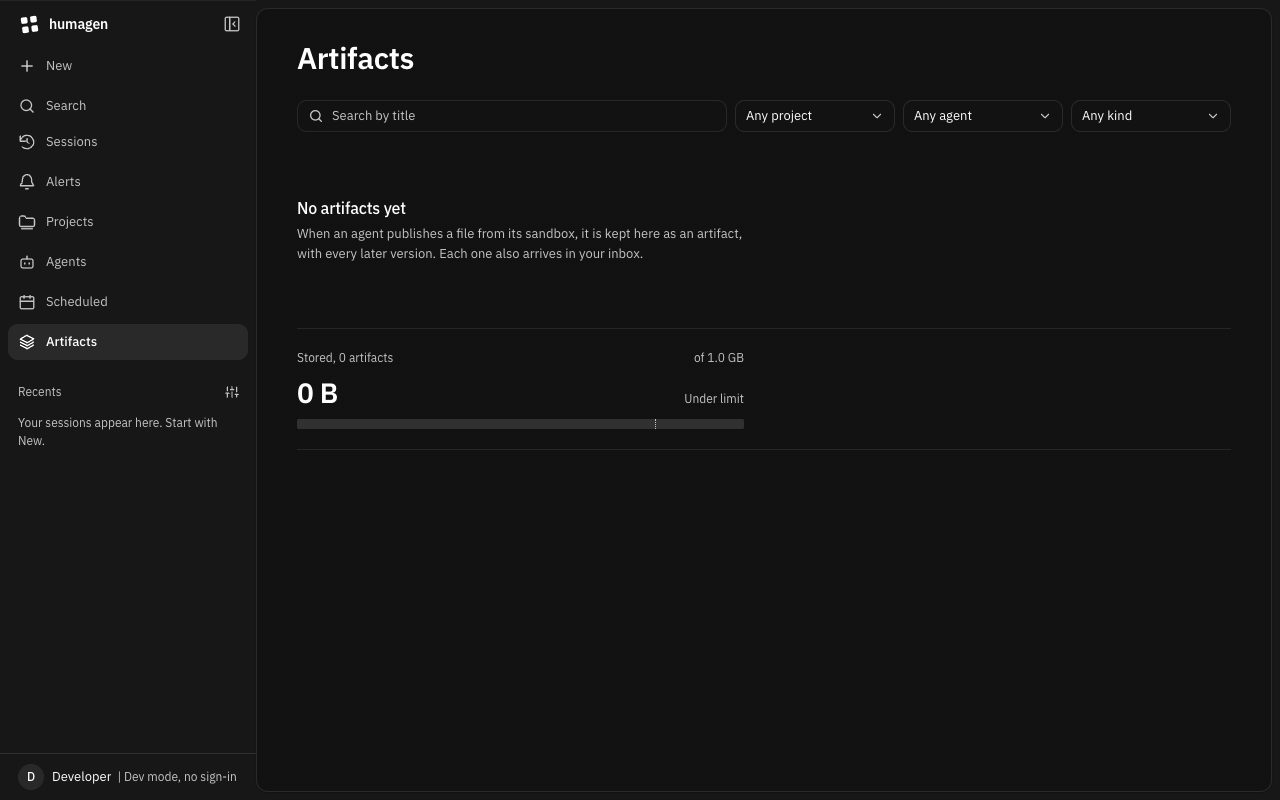 humagen
New
Search
Sessions
Alerts
Projects
Agents
Scheduled
Artifacts
Recents
Your sessions appear here. Start with
New.
D Developer | Dev mode, no sign-in
Artifacts
Search by title
Any project
Any agent
Any kind
No artifacts yet
When an agent publishes a file from its sandbox, it is kept here as an artifact,
with every later version. Each one also arrives in your inbox.
Stored, 0 artifacts
of 1.0 GB
0 B
Under limit